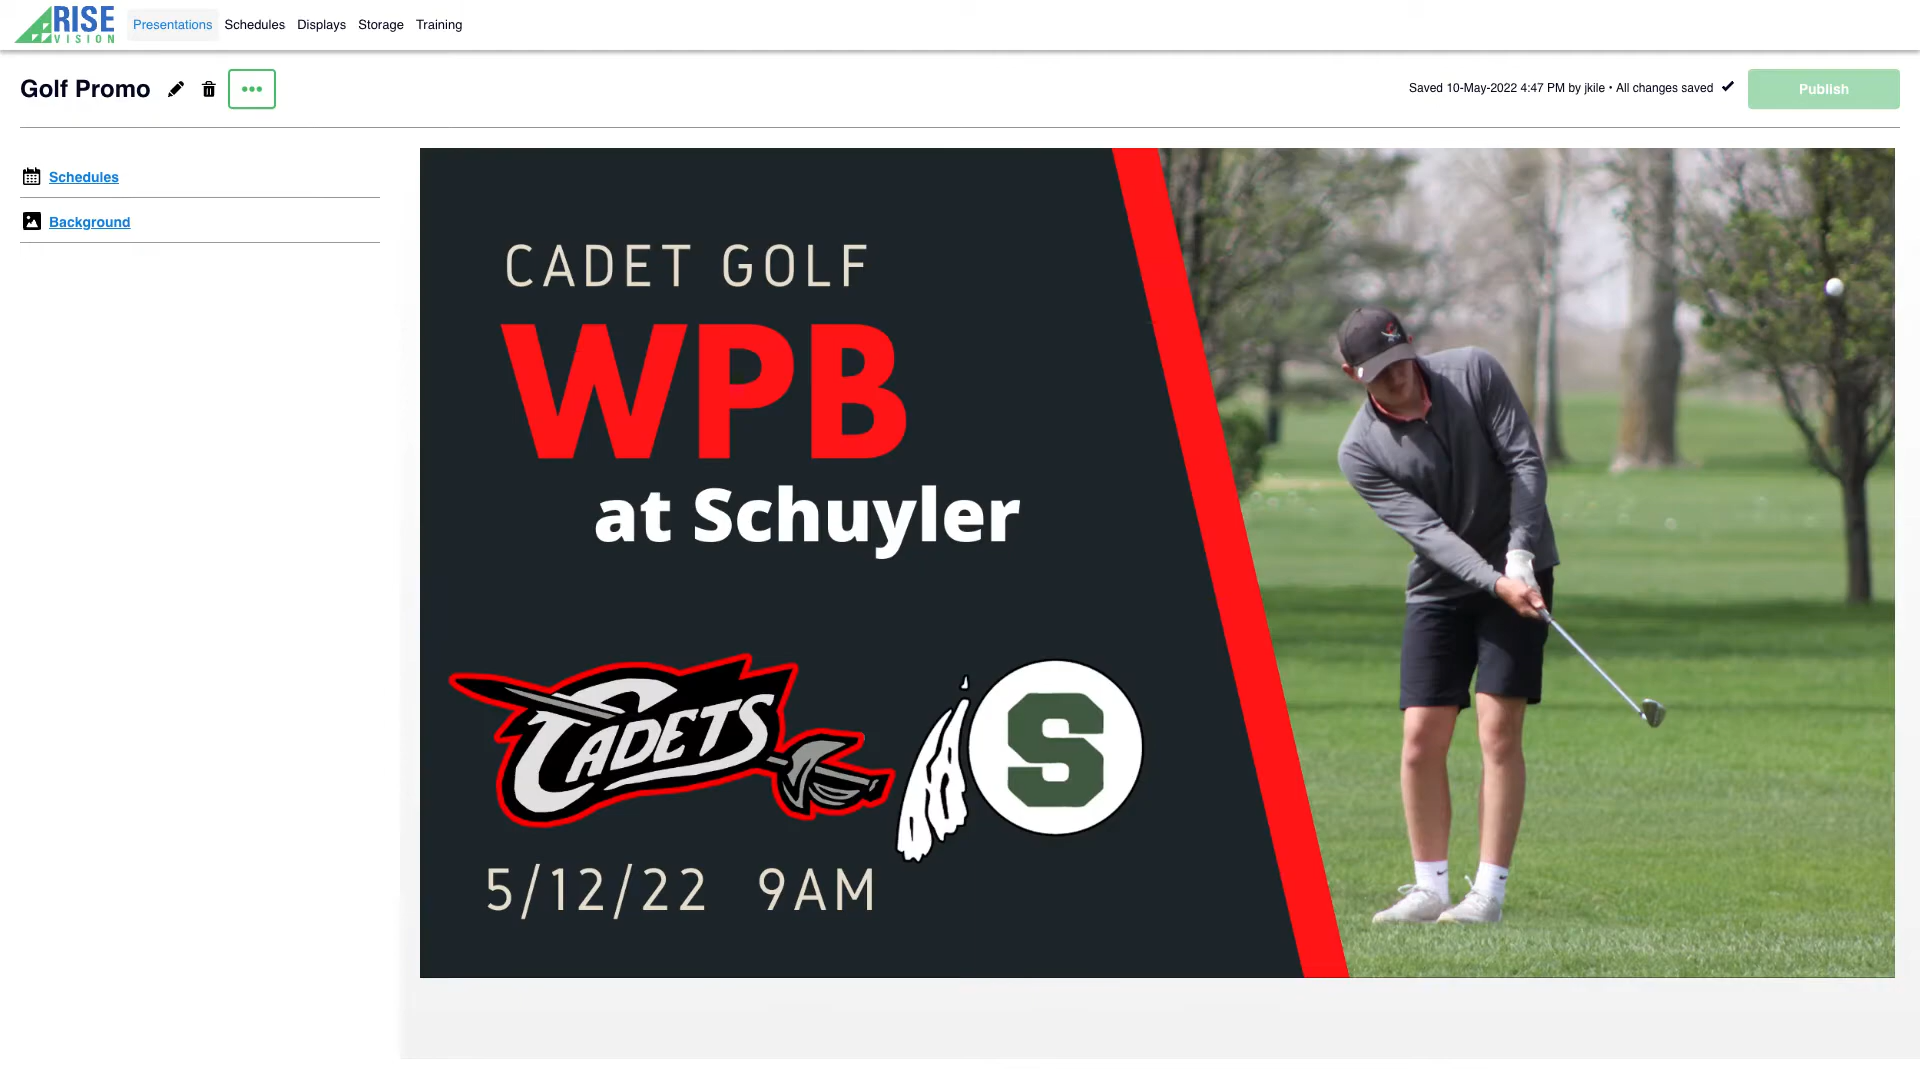 RISE
VISION
Presentations Schedules Displays Storage Training
Golf Promo
Saved 10-May-2022 4:47 PM by jkile • All changes saved
Publish
Schedules
Background
CADET GOLF
WPB
at Schuyler
CADETS
S
5/12/22 9AM